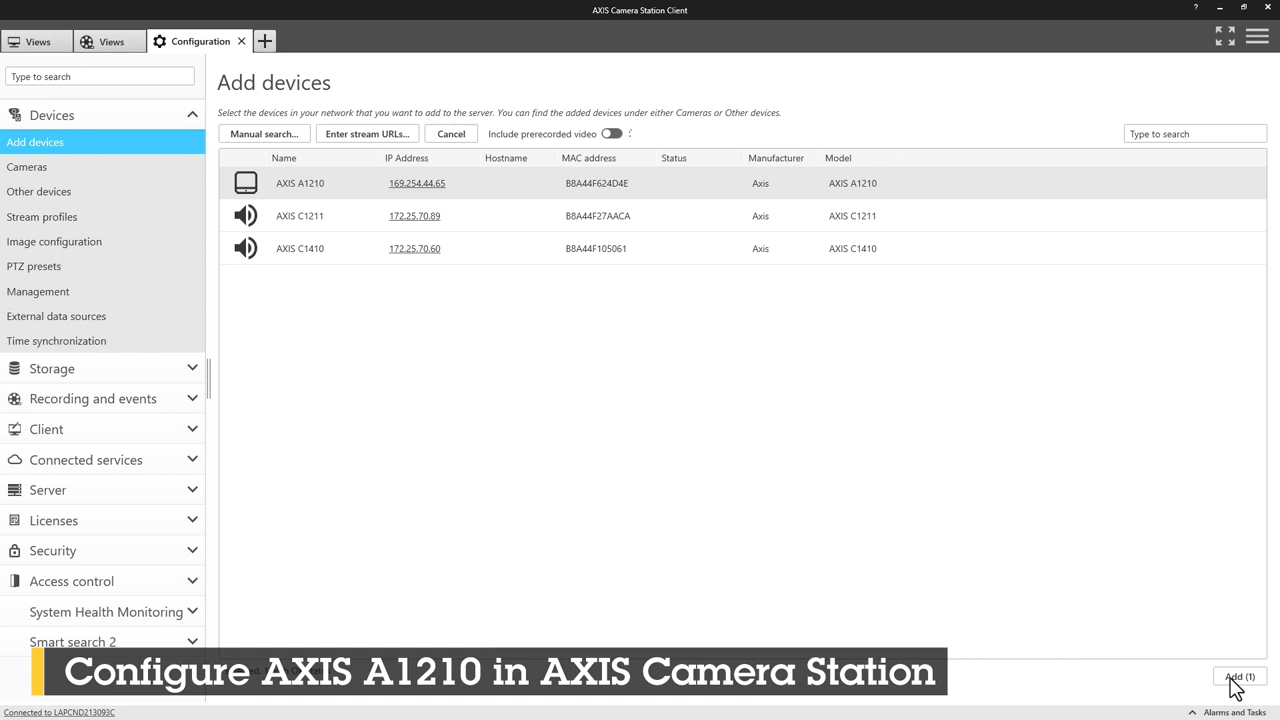 AXIS Camera Station Client
?
Views
Views
Configuration
Type to search
Devices
Add devices
Cameras
Other devices
Stream profiles
Image configuration
PTZ presets
Management
External data sources
Time synchronization
Storage
Recording and events
Client
Connected services
Server
Licenses
Security
Access control
System Health Monitoring
Smart search 2
Add devices
Select the devices in your network that you want to add to the server. You can find the added devices under either Cameras or Other devices.
Manual search... Enter stream URLs... Cancel Include prerecorded video Type to search
Name IP Address Hostname MAC address Status Manufacturer Model
AXIS A1210 169.254.44.65 B8A44F624D4E Axis AXIS A1210
AXIS C1211 172.25.70.89 B8A44F27AACA Axis AXIS C1211
AXIS C1410 172.25.70.60 B8A44F105061 Axis AXIS C1410
Configure AXIS A1210 in AXIS Camera Station
Add (1)
Connected to LAPCND213093C
Alarms and Tasks